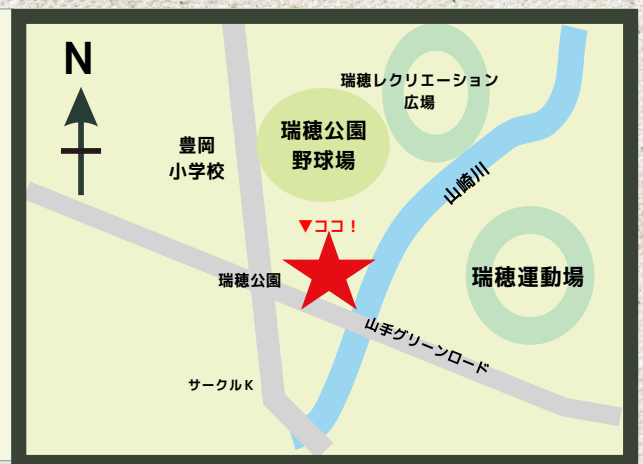 N
瑞穂レクリエーション
広場
瑞穂公園
野球場
豊岡
小学校
山崎川
▼ココ！
瑞穂公園
瑞穂運動場
山手グリーンロード
サークルK